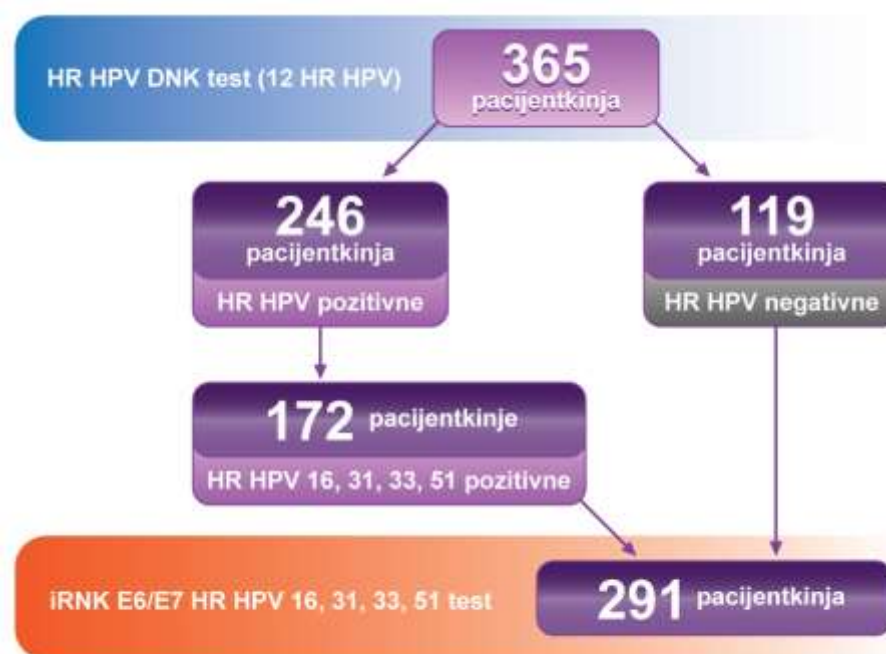 HR HPV DNK test (12 HR HPV)
365
pacijentkinja
246
pacijentkinja
HR HPV pozitivne
119
pacijentkinja
HR HPV negativne
172 pacijentkinje
HR HPV 16, 31, 33, 51 pozitivne
iRNK E6/E7 HR HPV 16, 31, 33, 51 test
291 pacijentkinja